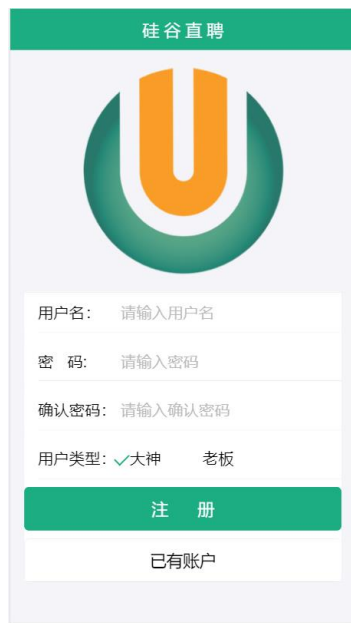 硅谷直聘
用户名： 请输入用户名
密 码: 请输入密码
确认密码： 请输入确认密码
用户类型： 大神 老板
注 册
已有账户